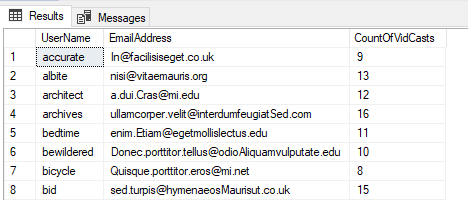 Results Messages
UserName EmailAddress CountOfVidCasts
1 accurate In@facilisiseget.co.uk 9
2 albite nisi@vitaemauris.org 13
3 architect a.dui.Cras@mi.edu 12
4 archives ullamcorper.velit@interdumfeugiatSed.com 16
5 bedtime enim.Etiam@egetmollislectus.edu 11
6 bewildered Donec.porttitor.tellus@odioAliquamvulputate.edu 10
7 bicycle Quisque.porttitor.eros@mi.net 8
8 bid sed.turpis@hymenaeosMaurisut.co.uk 15